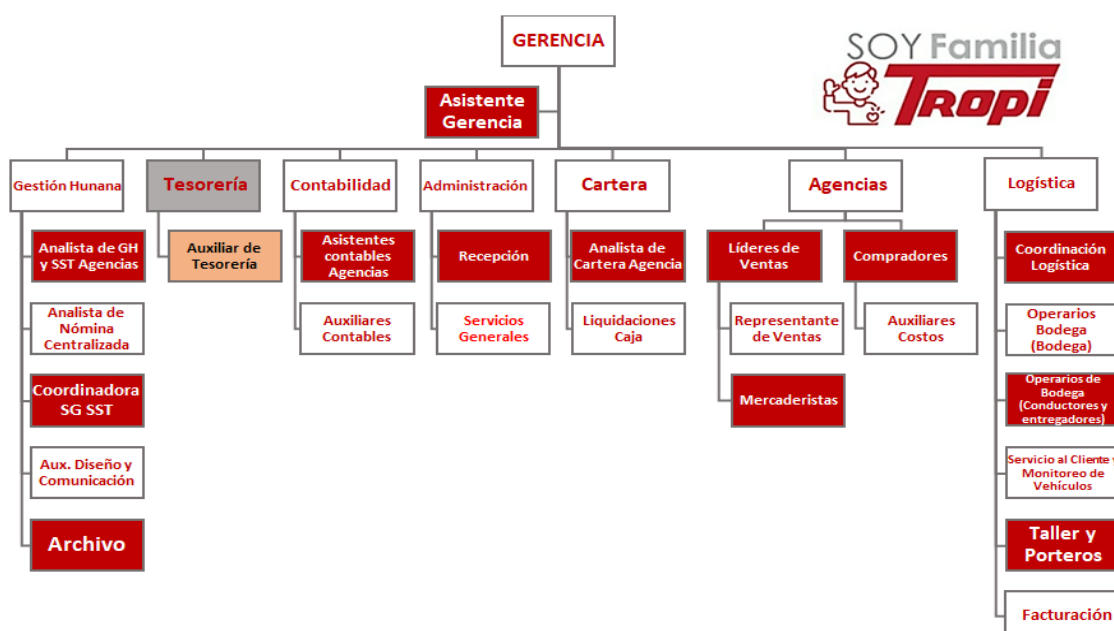 GERENCIA
SOY Familia
TROPI
Asistente
Gerencia
Gestión Hunana
Tesorería
Contabilidad
Administración
Cartera
Agencias
Logística
Analista de GH
y SST Agencias
Analista de
Nómina
Centralizada
Coordinadora
SG SST
Aux. Diseño y
Comunicación
Archivo
Auxiliar de
Tesorería
Asistentes
contables
Agencias
Auxiliares
Contables
Recepción
Servicios
Generales
Analista de
Cartera Agencia
Liquidaciones
Caja
Líderes de
Ventas
Representante
de Ventas
Mercaderistas
Compradores
Auxiliares
Costos
Coordinación
Logística
Operarios
Bodega
(Bodega)
Operarios de
Bodega
(Conductores y
entregadores)
Servicio al Cliente y
Monitoreo de
Vehículos
Taller y
Porteros
Facturación